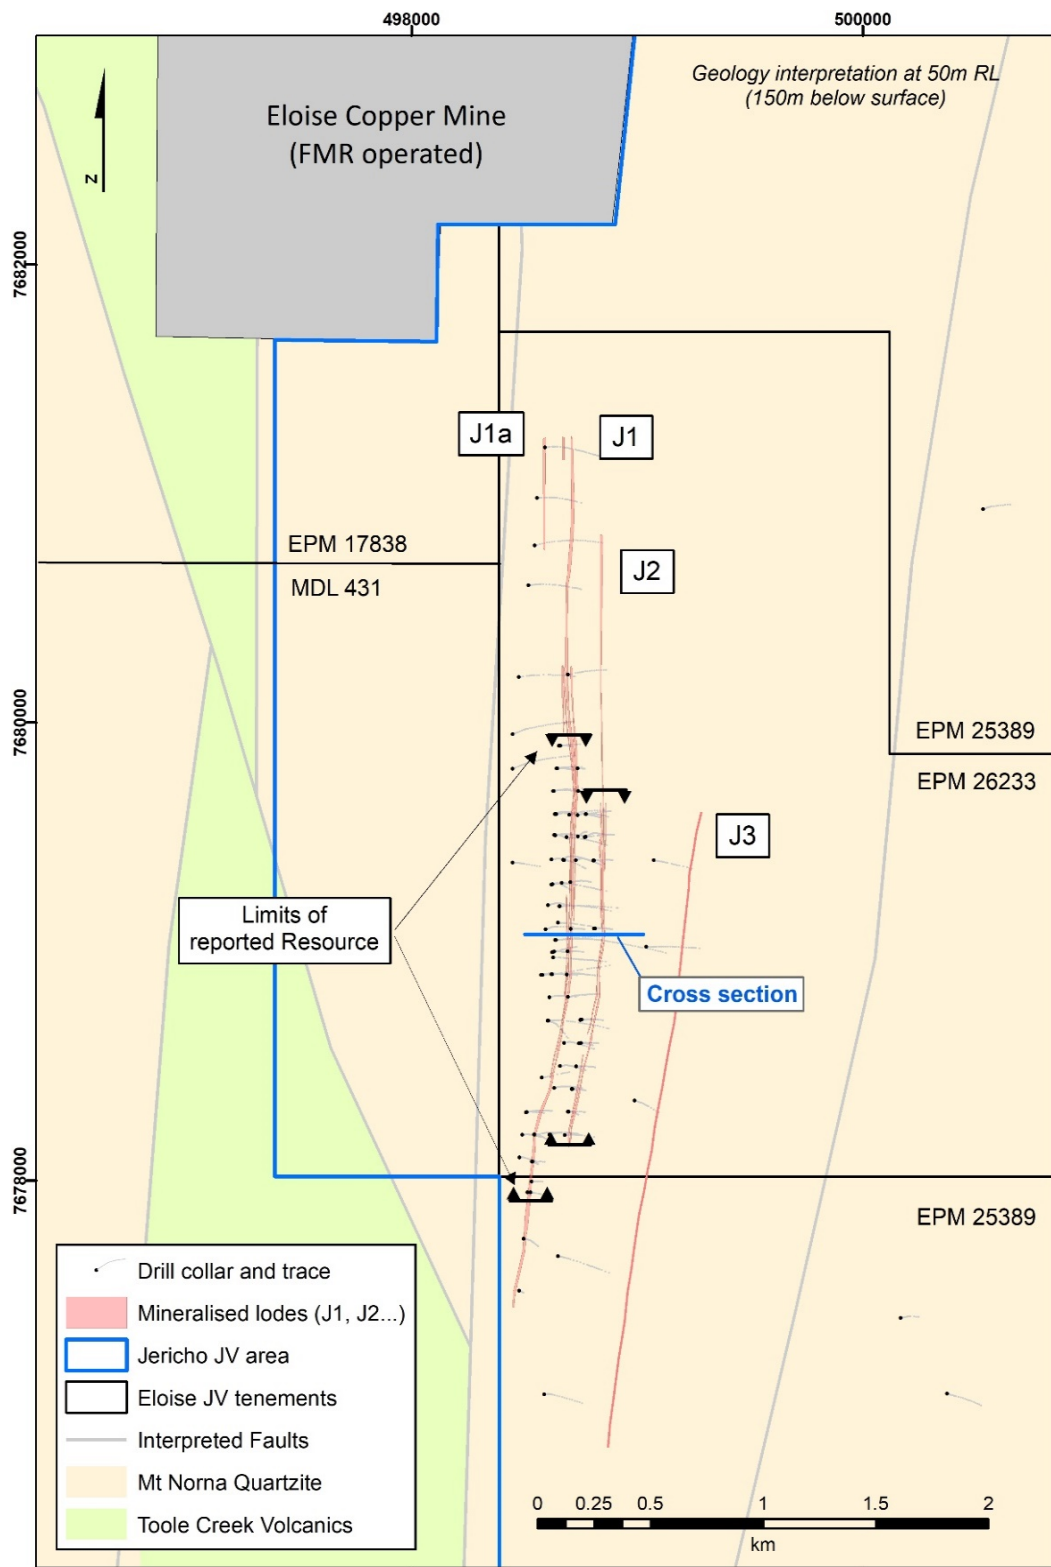 498000
500000
Geology interpretation at 50m RL
(150m below surface)
Eloise Copper Mine
(FMR operated)
N
7682000
J1a
J1
EPM 17838
MDL 431
J2
7680000
EPM 25389
EPM 26233
J3
Limits of
reported Resource
Cross section
7678000
EPM 25389
Drill collar and trace
Mineralised lodes (J1, J2...)
Jericho JV area
Eloise JV tenements
Interpreted Faults
Mt Norna Quartzite
Toole Creek Volcanics
0 0.25 0.5 1 1.5 2
km